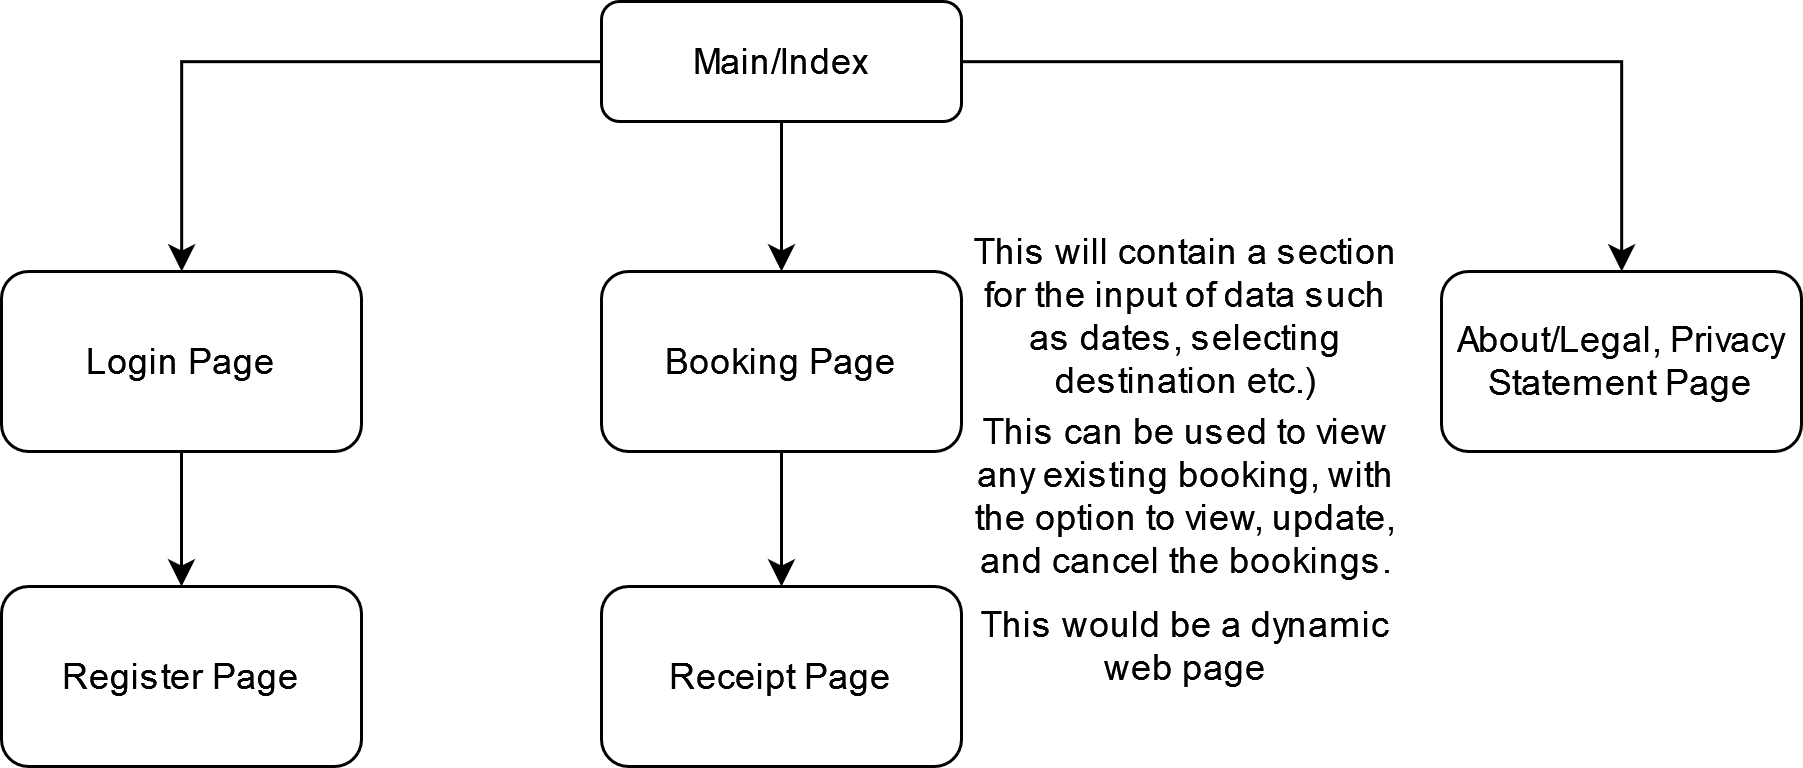 Main/Index
Login Page
Booking Page
This will contain a section
for the input of data such
as dates, selecting
destination etc.)
This can be used to view
any existing booking, with
the option to view, update,
and cancel the bookings.
About/Legal, Privacy
Statement Page
Register Page
Receipt Page
This would be a dynamic
web page